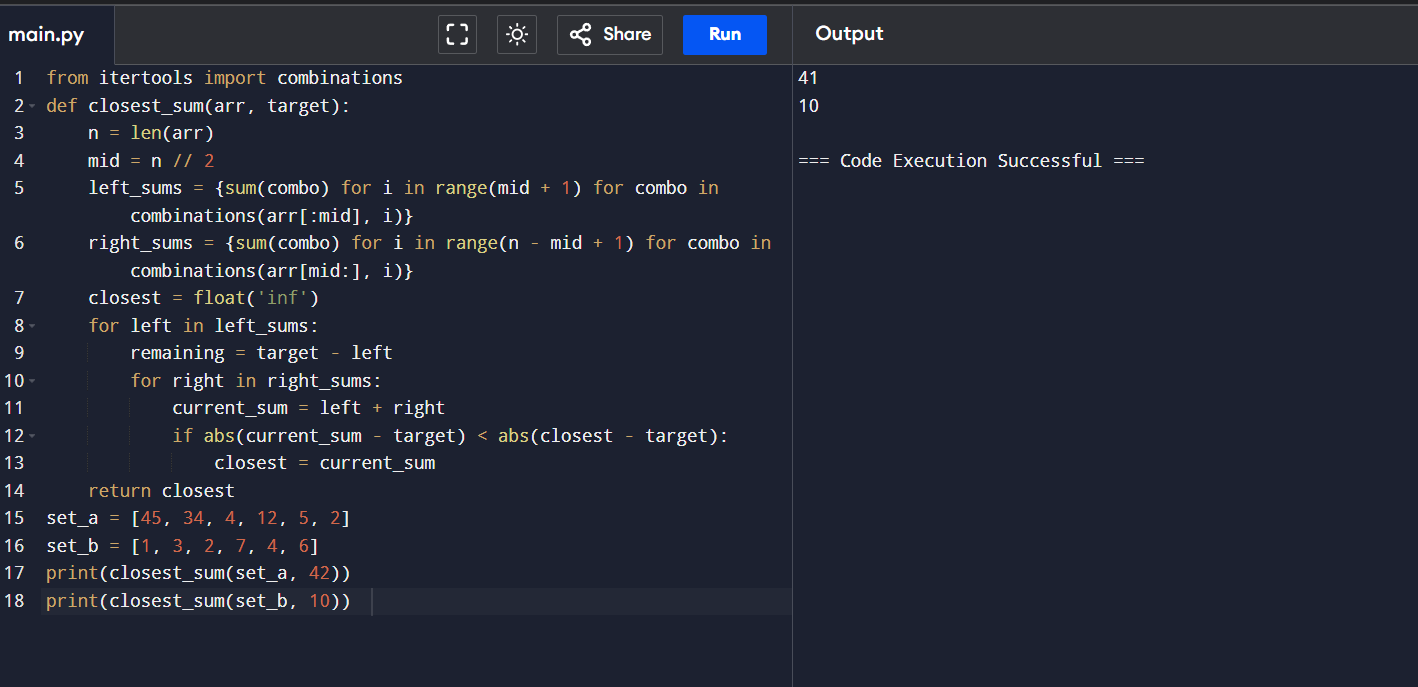 main.py Share Run Output
1 from itertools import combinations
2 def closest_sum(arr, target):
3     n = len(arr)
4     mid = n // 2
5     left_sums = {sum(combo) for i in range(mid + 1) for combo in
        combinations(arr[:mid], i)}
6     right_sums = {sum(combo) for i in range(n - mid + 1) for combo in
        combinations(arr[mid:], i)}
7     closest = float('inf')
8     for left in left_sums:
9         remaining = target - left
10         for right in right_sums:
11             current_sum = left + right
12             if abs(current_sum - target) < abs(closest - target):
13                 closest = current_sum
14     return closest
15 set_a = [45, 34, 4, 12, 5, 2]
16 set_b = [1, 3, 2, 7, 4, 6]
17 print(closest_sum(set_a, 42))
18 print(closest_sum(set_b, 10))
41
10
=== Code Execution Successful ===